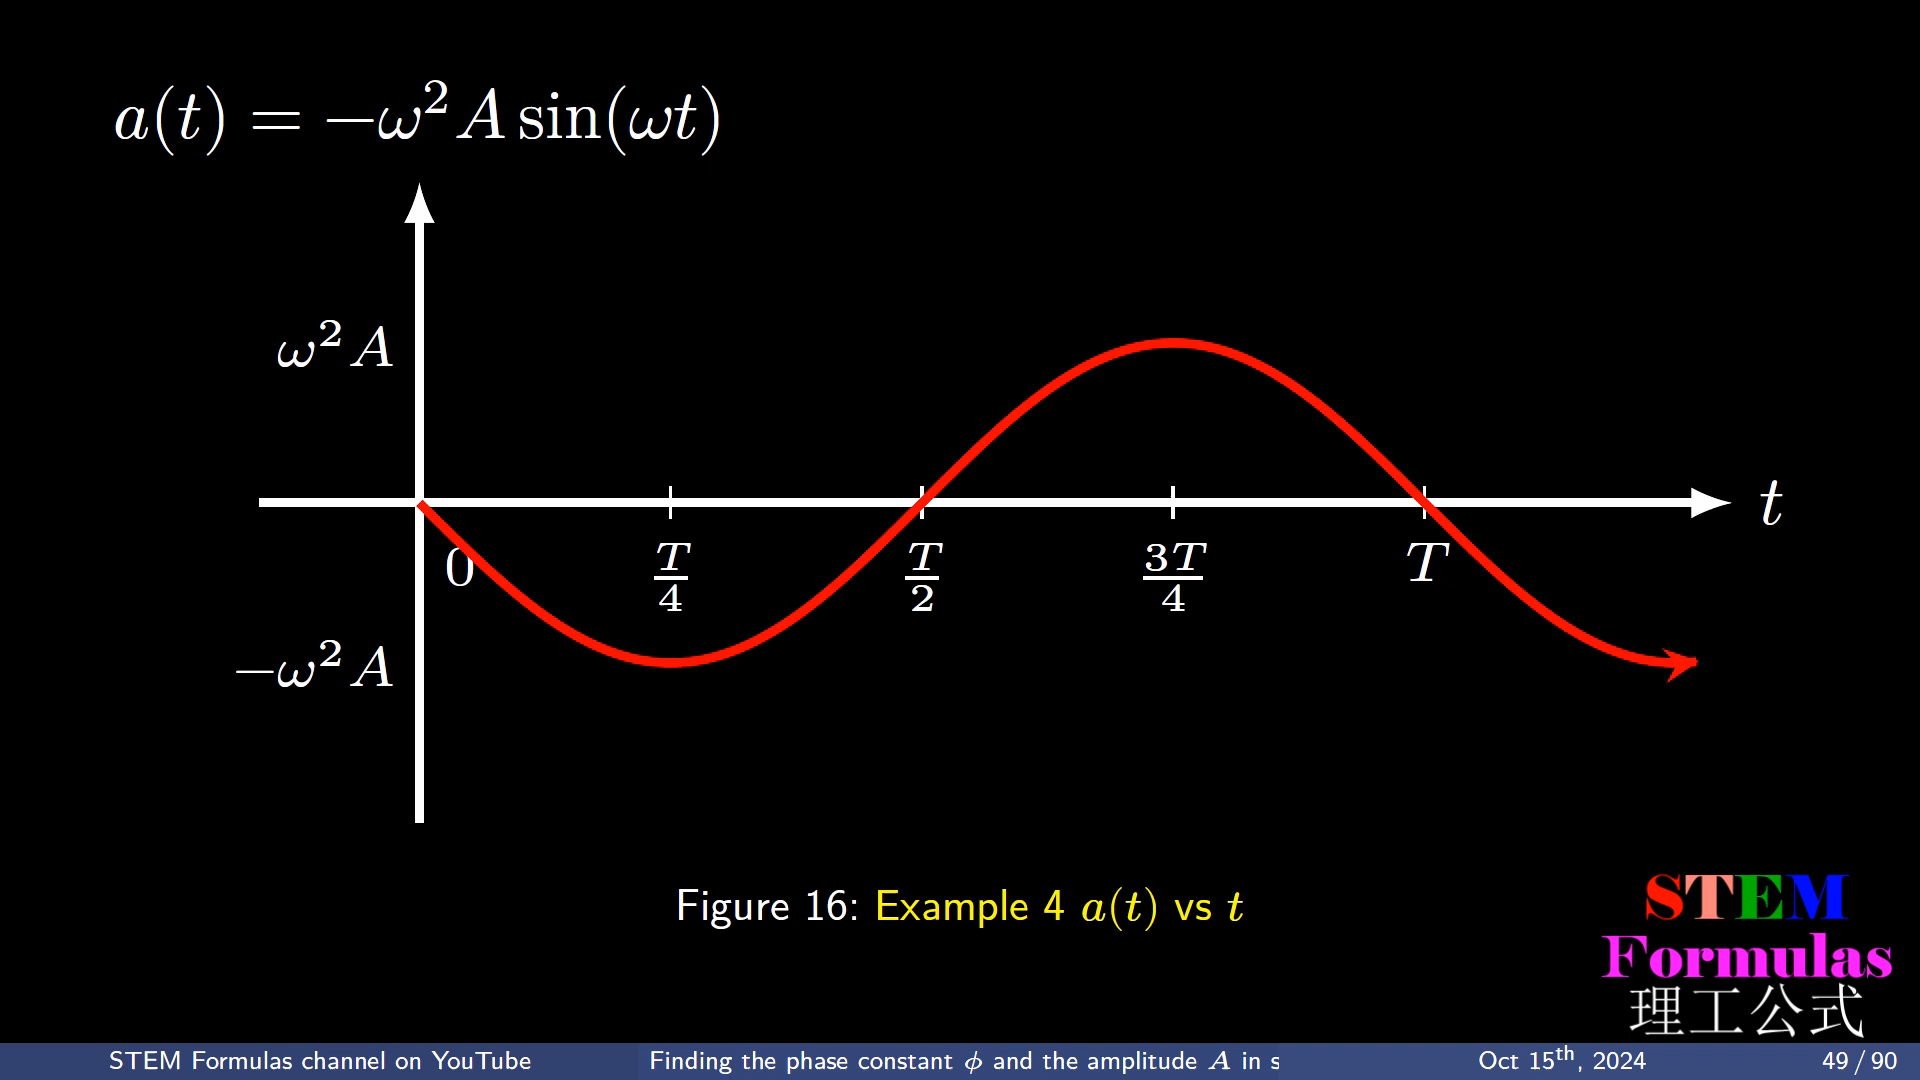 a(t) = −ω²A sin(ωt)
ω²A
t
0
T/4
T/2
3T/4
T
−ω²A
Figure 16: Example 4 a(t) vs t
STEM
Formulas
理工公式
STEM Formulas channel on YouTube
Finding the phase constant ϕ and the amplitude A in s
Oct 15th, 2024
49 / 90